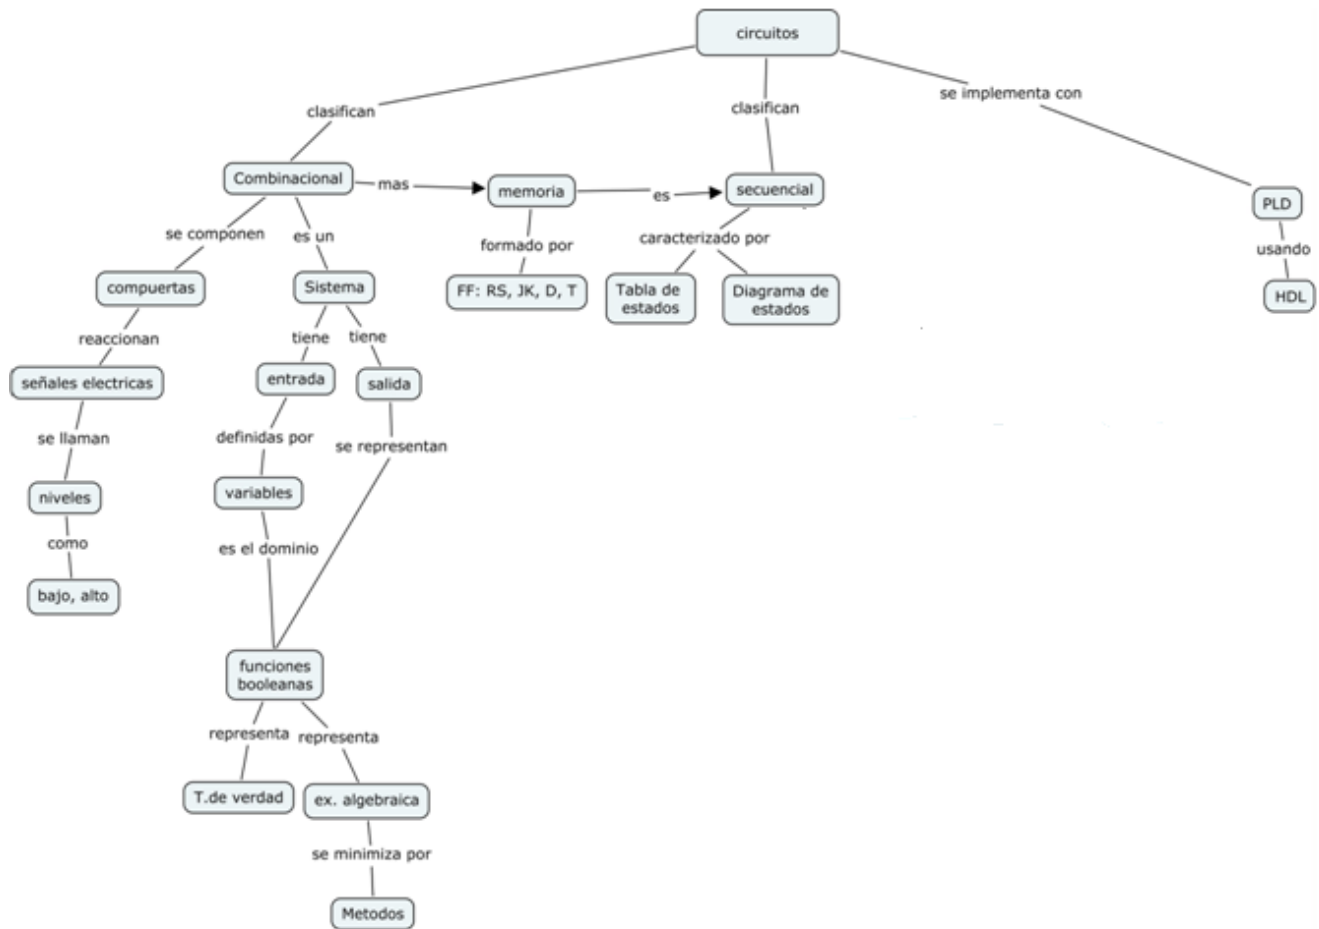 circuitos
clasifican
clasifican
se implementa con
Combinacional
mas
memoria
es
secuencial
PLD
se componen
es un
formado por
caracterizado por
usando
compuertas
Sistema
FF: RS, JK, D, T
Tabla de
estados
Diagrama de
estados
HDL
reaccionan
tiene
tiene
señales electricas
entrada
salida
se llaman
definidas por
se representan
niveles
variables
como
es el dominio
bajo, alto
funciones
booleanas
representa
representa
T.de verdad
ex. algebraica
se minimiza por
Metodos